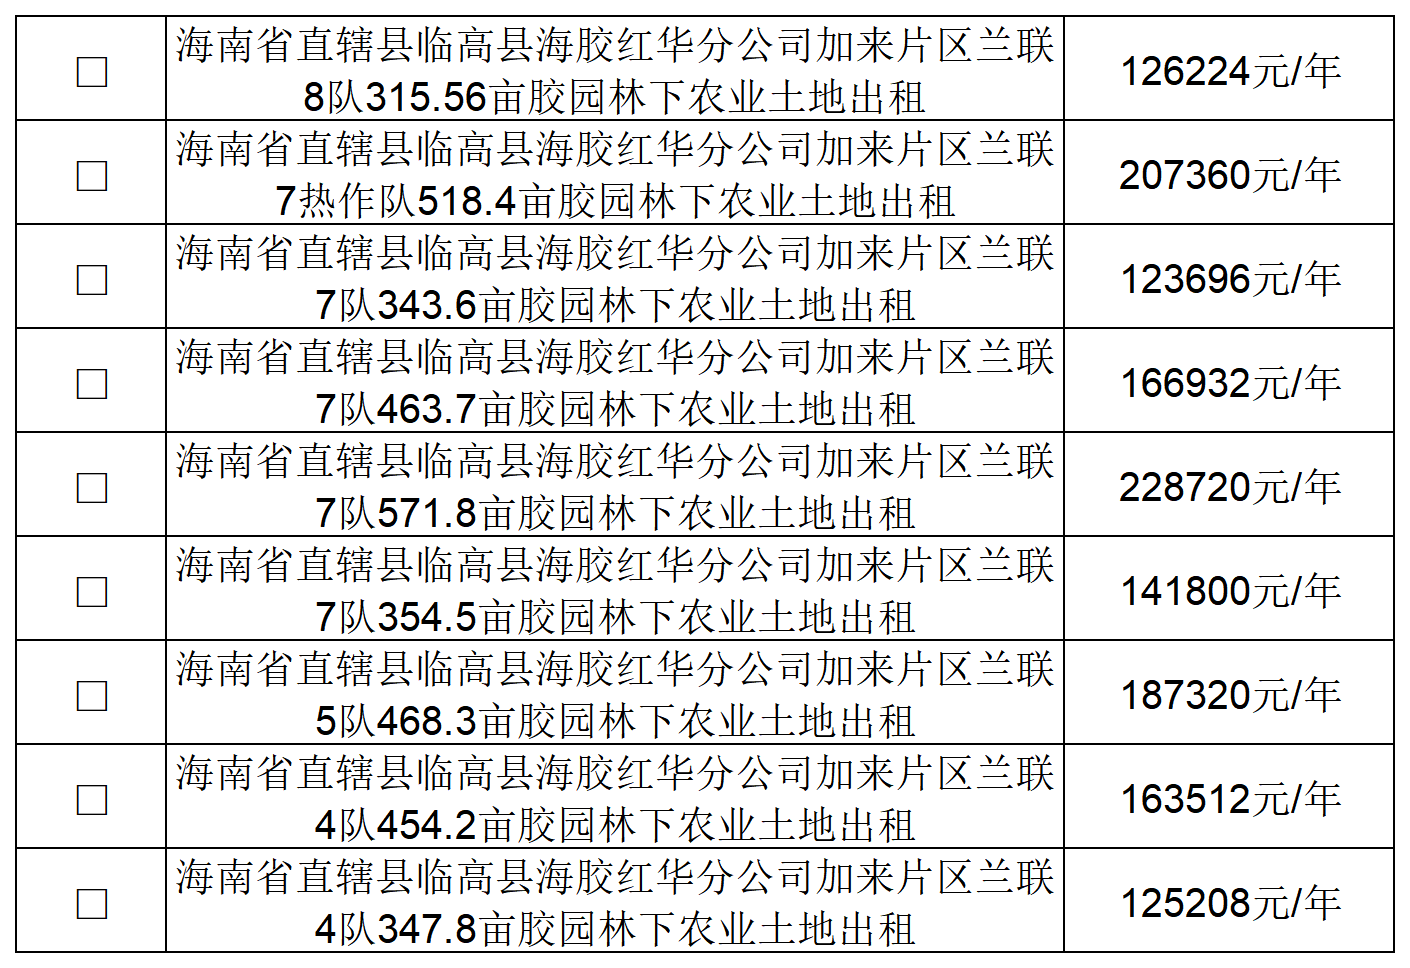 □
海南省直辖县临高县海胶红华分公司加来片区兰联
8队315.56亩胶园林下农业土地出租
126224元/年
□
海南省直辖县临高县海胶红华分公司加来片区兰联
7热作队518.4亩胶园林下农业土地出租
207360元/年
□
海南省直辖县临高县海胶红华分公司加来片区兰联
7队343.6亩胶园林下农业土地出租
123696元/年
□
海南省直辖县临高县海胶红华分公司加来片区兰联
7队463.7亩胶园林下农业土地出租
166932元/年
□
海南省直辖县临高县海胶红华分公司加来片区兰联
7队571.8亩胶园林下农业土地出租
228720元/年
□
海南省直辖县临高县海胶红华分公司加来片区兰联
7队354.5亩胶园林下农业土地出租
141800元/年
□
海南省直辖县临高县海胶红华分公司加来片区兰联
5队468.3亩胶园林下农业土地出租
187320元/年
□
海南省直辖县临高县海胶红华分公司加来片区兰联
4队454.2亩胶园林下农业土地出租
163512元/年
□
海南省直辖县临高县海胶红华分公司加来片区兰联
4队347.8亩胶园林下农业土地出租
125208元/年